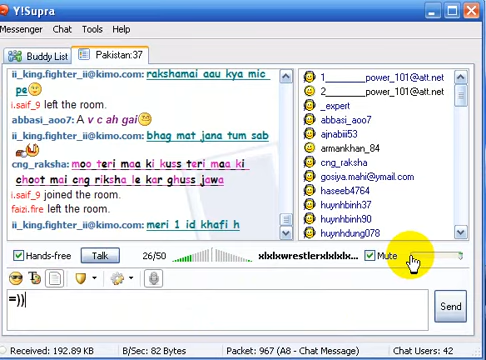 Y!Supra
Messenger Chat Tools Help
Buddy List Pakistan:37
ii_king.fighter_ii@kimo.com: rakshamai aau kya mic
pe
i.saif_9 left the room.
abbasi_aoo7: A v c ah gai
ii_king.fighter_ii@kimo.com: bhag mat jana tum sab
cng_raksha: moo teri maa ki kuss teri maa ki
choot mai cng riksha le kar ghuss jawa
i.saif_9 joined the room.
faizi.fire left the room.
ii_king.fighter_ii@kimo.com: meri 1 id khafi h
1________power_101@att.net
2________power_101@att.net
_expert
abbasi_aoo7
ajnabiii53
armankhan_84
cng_raksha
gosiya.mahi@ymail.com
haseeb4764
huynhbinh37
huynhbinh90
huynhdung078
Hands-free Talk 26/50 xlxlxwrestlerxlxlxlx... Mute
=))
Send
Received: 192.89 KB B/Sec: 82 Bytes Packet: 967 (A8 - Chat Message) Chat Users: 42